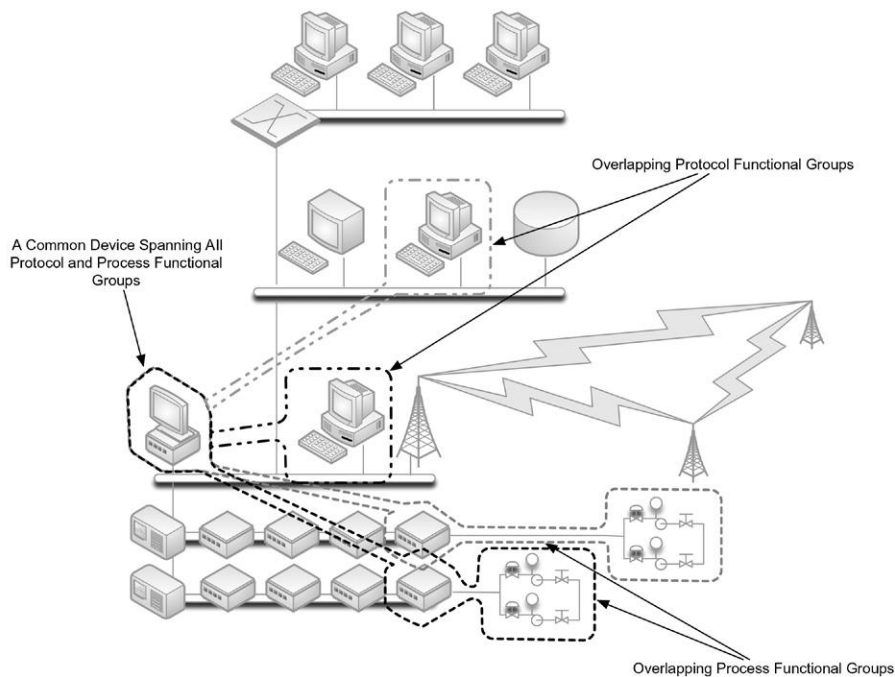 Overlapping Protocol Functional Groups
A Common Device Spanning All
Protocol and Process Functional
Groups
Overlapping Process Functional Groups